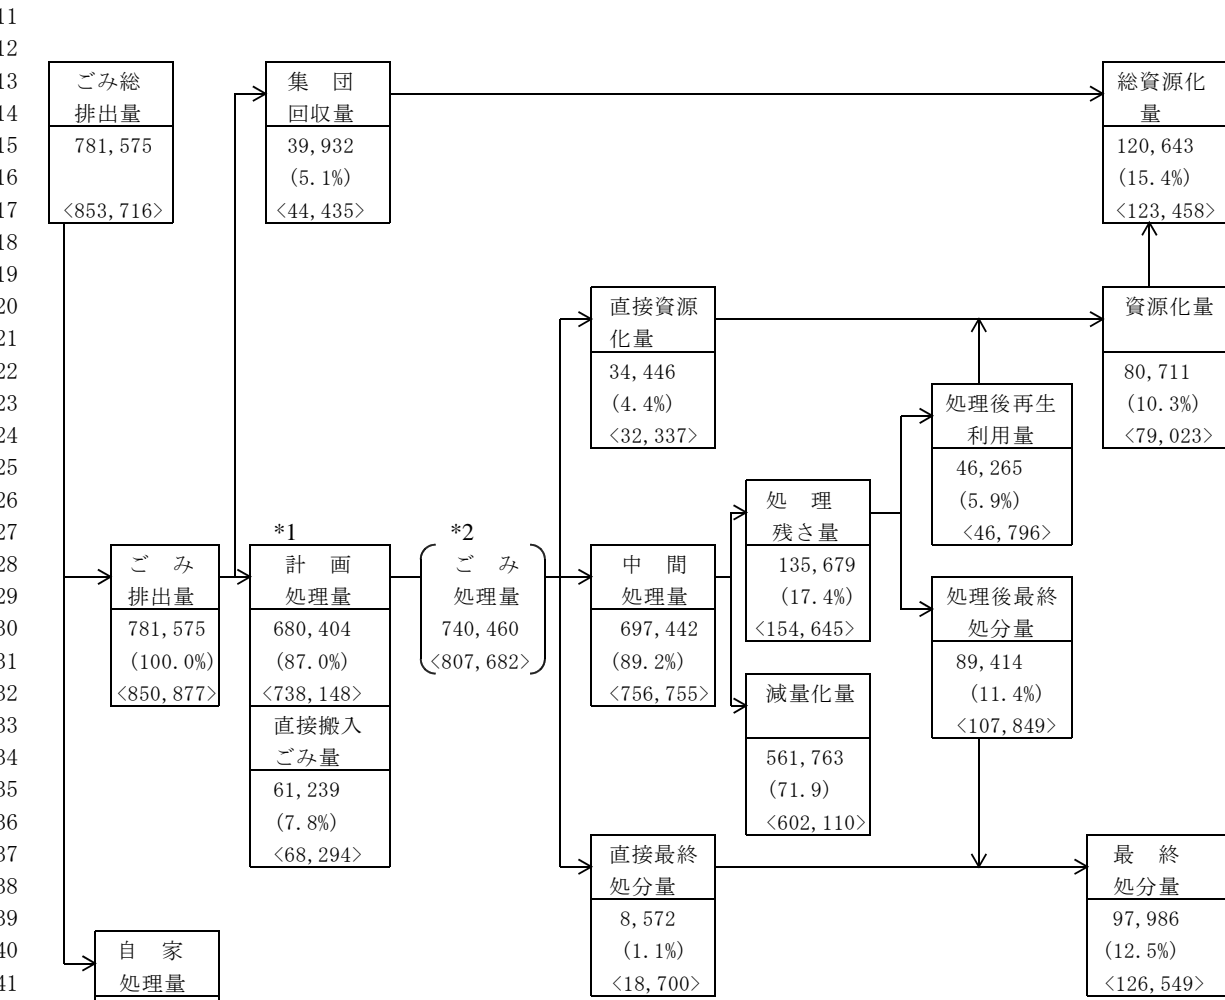 11
12
13
14
15
16
17
18
19
20
21
22
23
24
25
26
27
28
29
30
31
32
33
34
35
36
37
38
39
40
41
ごみ総
排出量
781,575
<853,716>
集 団
回収量
39,932
(5.1%)
<44,435>
総資源化
量
120,643
(15.4%)
<123,458>
直接資源
化量
34,446
(4.4%)
<32,337>
資源化量
80,711
(10.3%)
<79,023>
処理後再生
利用量
46,265
(5.9%)
<46,796>
処 理
残さ量
135,679
(17.4%)
<154,645>
ご み
排出量
781,575
(100.0%)
<850,877>
*1
計 画
処理量
680,404
(87.0%)
<738,148>
直接搬入
ごみ量
61,239
(7.8%)
<68,294>
*2
ご み
処理量
740,460
<807,682>
中 間
処理量
697,442
(89.2%)
<756,755>
処理後最終
処分量
89,414
(11.4%)
<107,849>
減量化量
561,763
(71.9)
<602,110>
直接最終
処分量
8,572
(1.1%)
<18,700>
最 終
処分量
97,986
(12.5%)
<126,549>
自 家
処理量